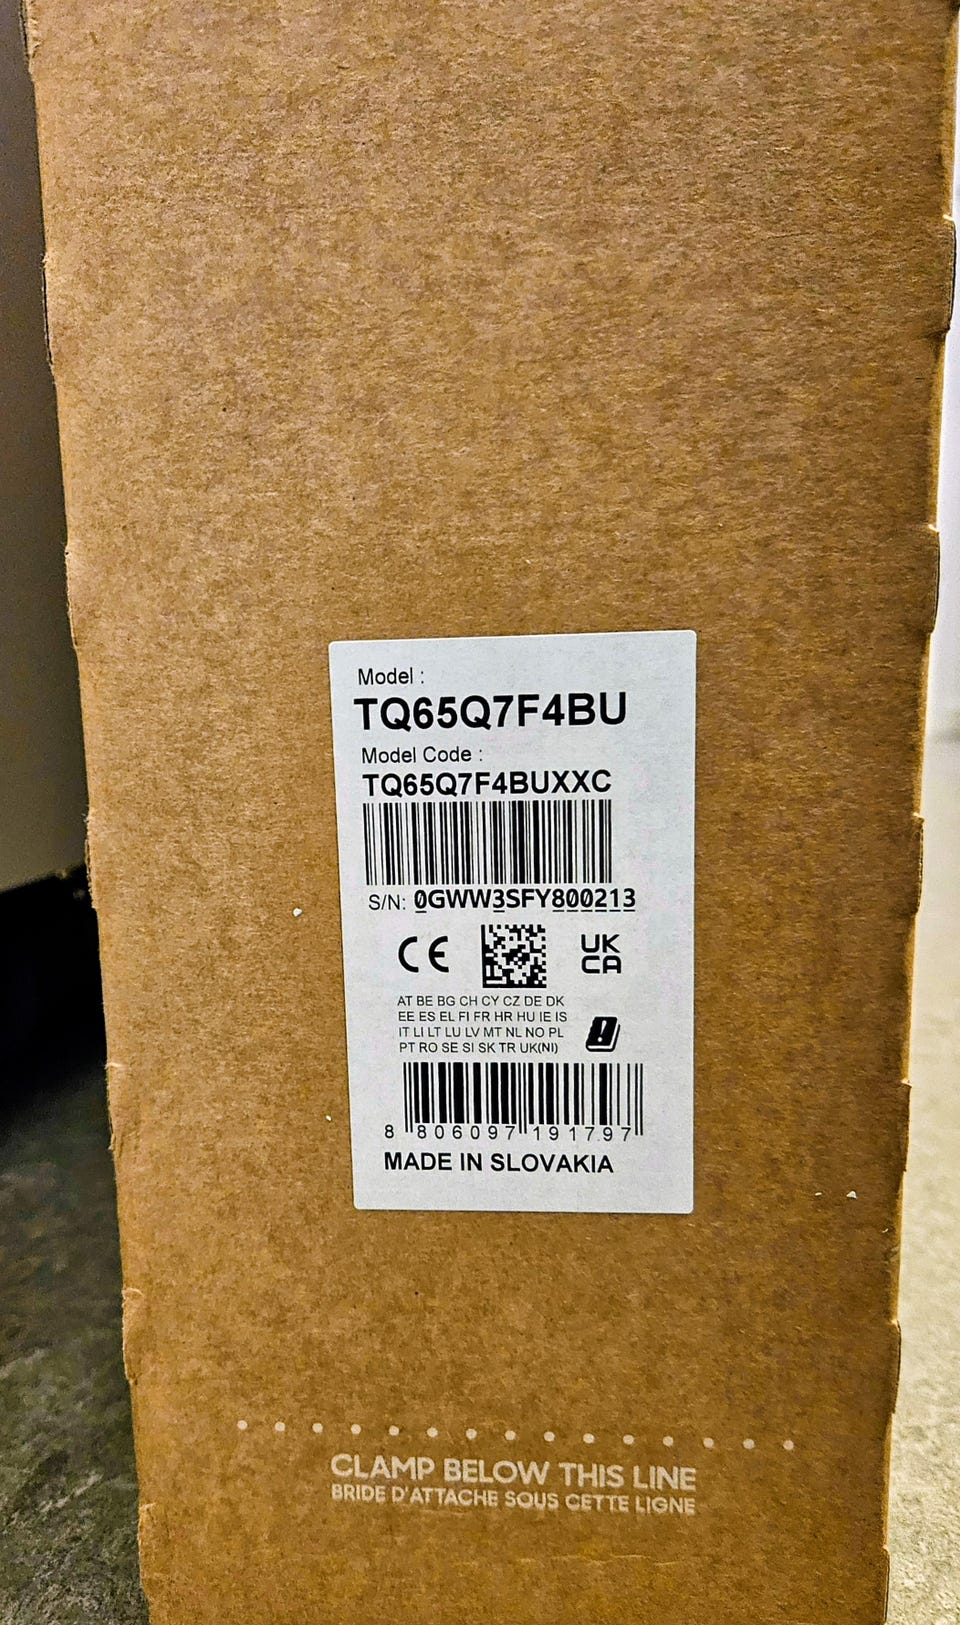 Model :
TQ65Q7F4BU
Model Code :
TQ65Q7F4BUXXC
S/N: 0GWW3SFY800213
CE
UK
CA
AT BE BG CH CY CZ DE DK
EE ES EL FI FR HR HU IE IS
IT LI LT LU LV MT NL NO PL
PT RO SE SI SK TR UK(NI)
8 806097 191797
MADE IN SLOVAKIA
CLAMP BELOW THIS LINE
BRIDE D'ATTACHE SOUS CETTE LIGNE